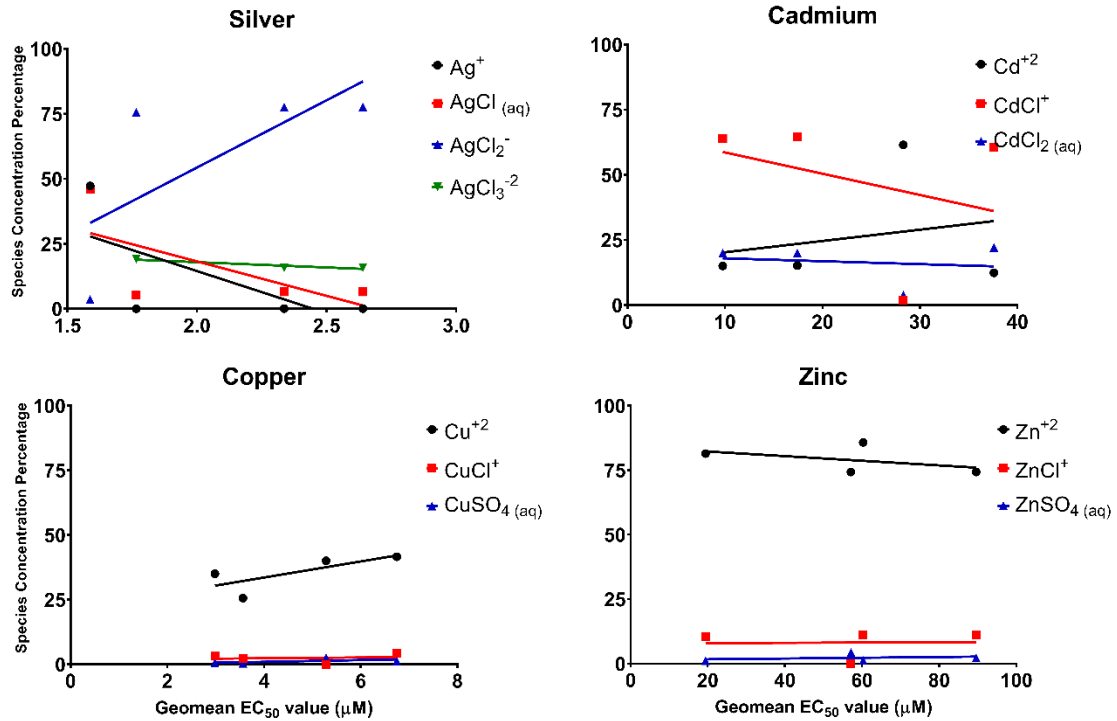 Silver
Species Concentration Percentage
100
75
50
25
0
1.5 2.0 2.5 3.0
Ag+
AgCl (aq)
AgCl2-
AgCl3-2
Cadmium
100
75
50
25
0
0 10 20 30 40
Cd+2
CdCl+
CdCl2 (aq)
Copper
Species Concentration Percentage
100
75
50
25
0
0 2 4 6 8
Geomean EC50 value (μM)
Cu+2
CuCl+
CuSO4 (aq)
Zinc
100
75
50
25
0
0 20 40 60 80 100
Geomean EC50 value (μM)
Zn+2
ZnCl+
ZnSO4 (aq)